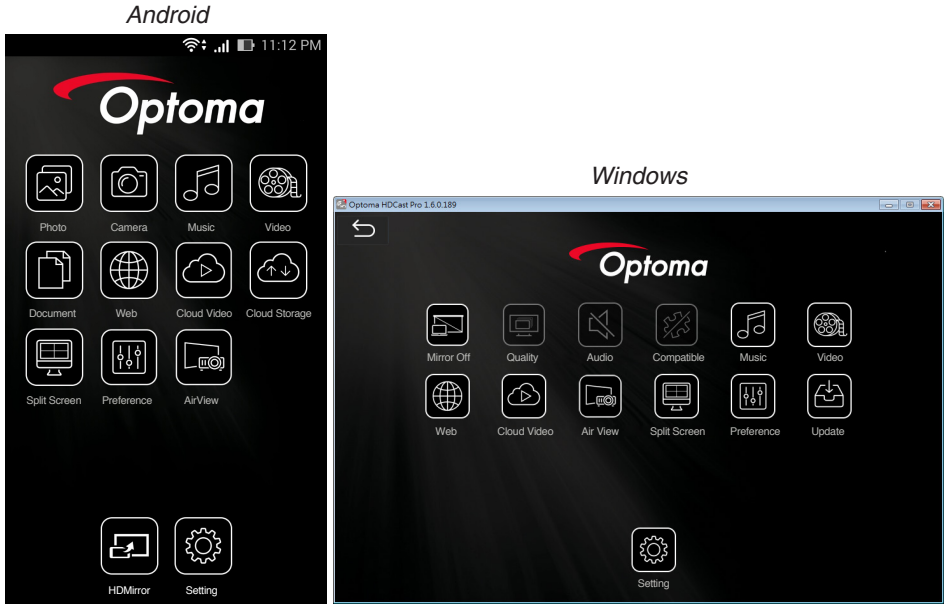 Android
11:12 PM
Optoma
Photo Camera Music Video
Document Web Cloud Video Cloud Storage
Split Screen Preference AirView
HDMirror Setting
Windows
Optoma HDCast Pro 1.6.0.189
Optoma
Mirror Off Quality Audio Compatible Music Video
Web Cloud Video Air View Split Screen Preference Update
Setting